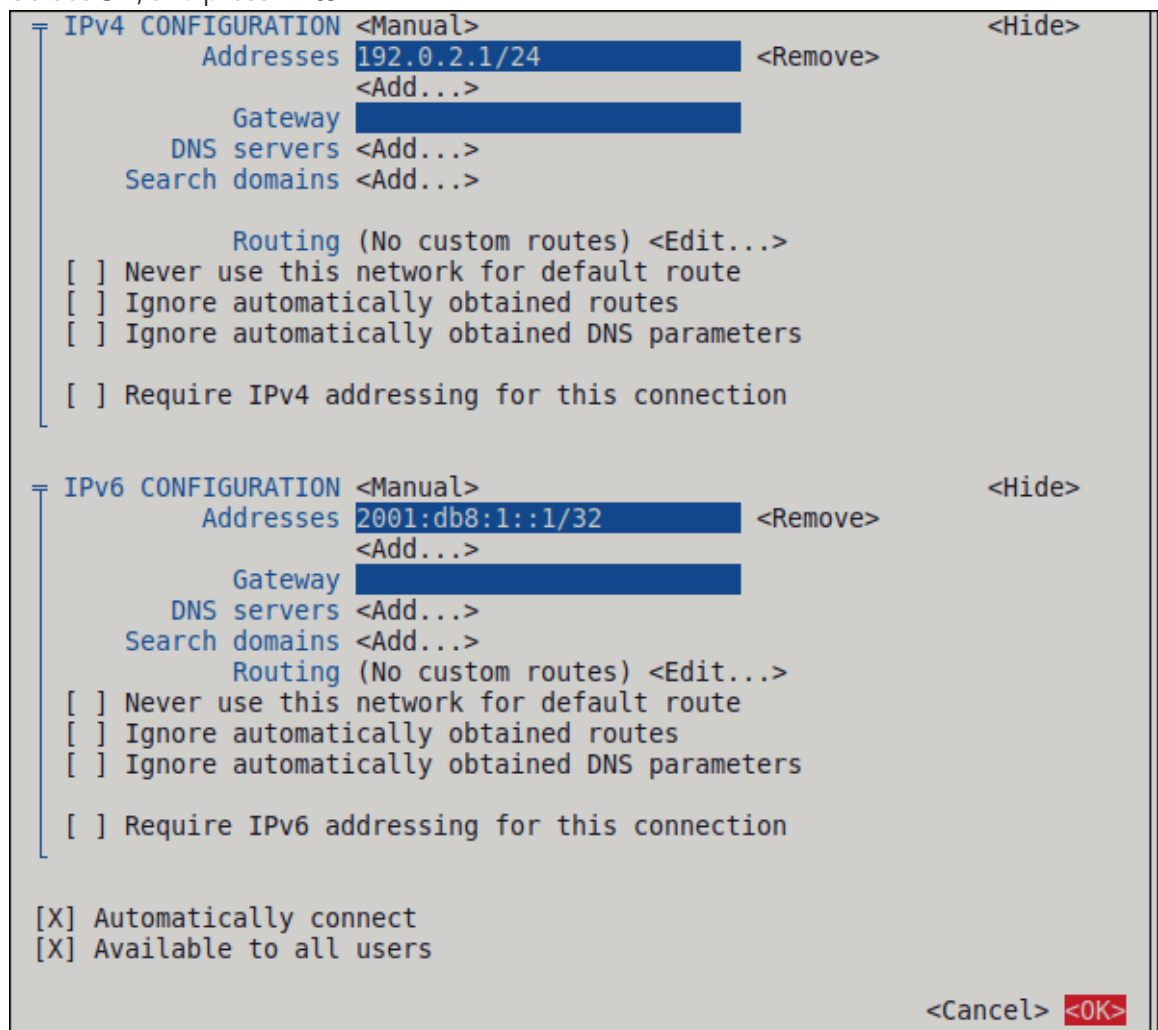 IPv4 CONFIGURATION <Manual> <Hide>
Addresses 192.0.2.1/24 <Remove>
<Add...>
Gateway
DNS servers <Add...>
Search domains <Add...>
Routing (No custom routes) <Edit...>
[ ] Never use this network for default route
[ ] Ignore automatically obtained routes
[ ] Ignore automatically obtained DNS parameters
[ ] Require IPv4 addressing for this connection
IPv6 CONFIGURATION <Manual> <Hide>
Addresses 2001:db8:1::1/32 <Remove>
<Add...>
Gateway
DNS servers <Add...>
Search domains <Add...>
Routing (No custom routes) <Edit...>
[ ] Never use this network for default route
[ ] Ignore automatically obtained routes
[ ] Ignore automatically obtained DNS parameters
[ ] Require IPv6 addressing for this connection
[X] Automatically connect
[X] Available to all users
<Cancel> <OK>